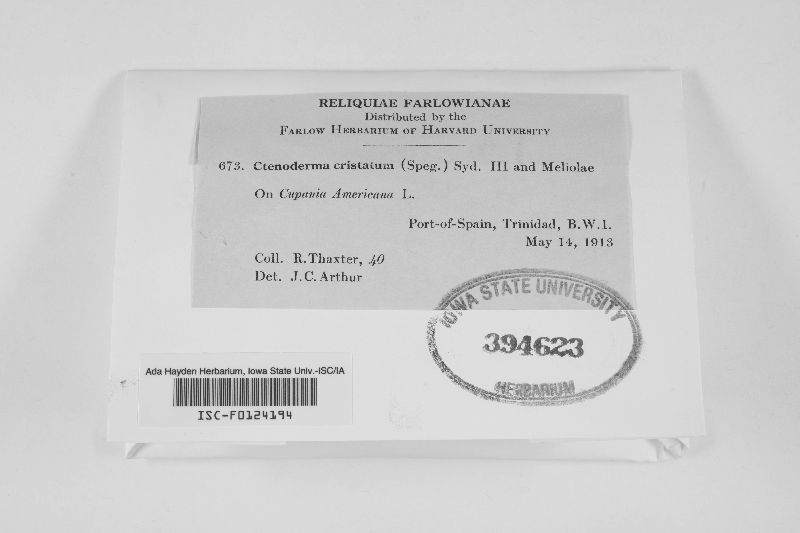 RELIQUIAE FARLOWIANAE
Distributed by the
FARLOW HERBARIUM OF HARVARD UNIVERSITY
673. Ctenoderma cristatum (Speg.) Syd. III and Meliolae
On Cupania Americana L.
Port-of-Spain, Trinidad, B.W.I.
May 14, 1913
Coll. R. Thaxter, 40
Det. J. C. Arthur
IOWA STATE UNIVERSITY
394623
HERBARIUM
Ada Hayden Herbarium, Iowa State Univ.-ISC/IA
ISC-F0124194